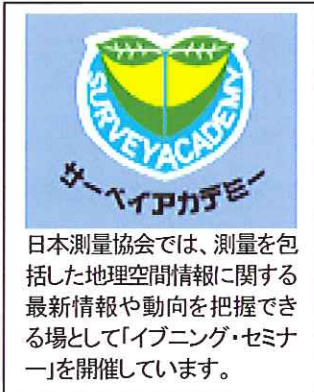 SURVEYACADEMY
サーベイアカデミー
日本測量協会では、測量を包
括した地理空間情報に関する
最新情報や動向を把握でき
る場として「イブニング・セミナ
ー」を開催しています。